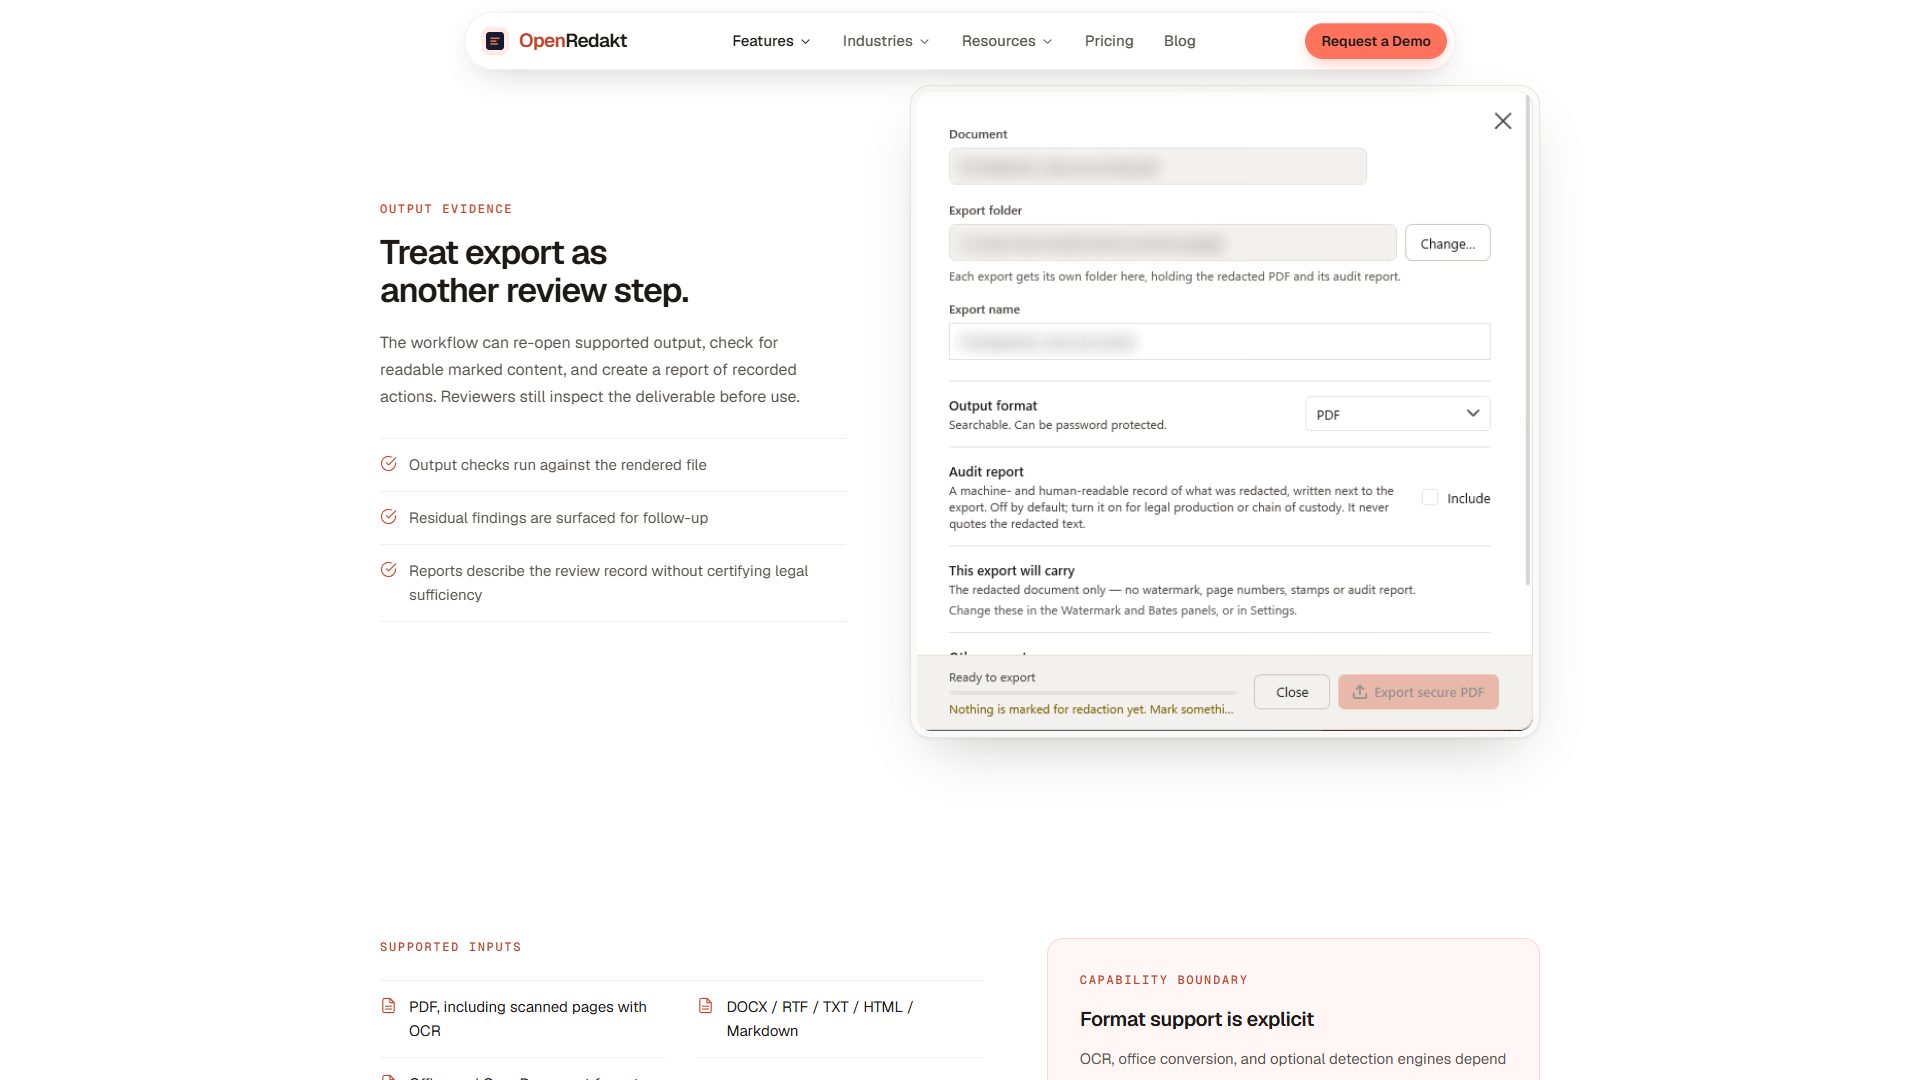 OpenRedakt
Features
Industries
Resources
Pricing
Blog
Request a Demo
OUTPUT EVIDENCE
Treat export as
another review step.
The workflow can re-open supported output, check for
readable marked content, and create a report of recorded
actions. Reviewers still inspect the deliverable before use.
Output checks run against the rendered file
Residual findings are surfaced for follow-up
Reports describe the review record without certifying legal
sufficiency
Document
Export folder
Change...
Each export gets its own folder here, holding the redacted PDF and its audit report.
Export name
Output format
Searchable. Can be password protected.
PDF
Audit report
A machine- and human-readable record of what was redacted, written next to the
export. Off by default; turn it on for legal production or chain of custody. It never
quotes the redacted text.
Include
This export will carry
The redacted document only — no watermark, page numbers, stamps or audit report.
Change these in the Watermark and Bates panels, or in Settings.
Ready to export
Nothing is marked for redaction yet. Mark somethi...
Close
Export secure PDF
SUPPORTED INPUTS
PDF, including scanned pages with
OCR
DOCX / RTF / TXT / HTML /
Markdown
CAPABILITY BOUNDARY
Format support is explicit
OCR, office conversion, and optional detection engines depend